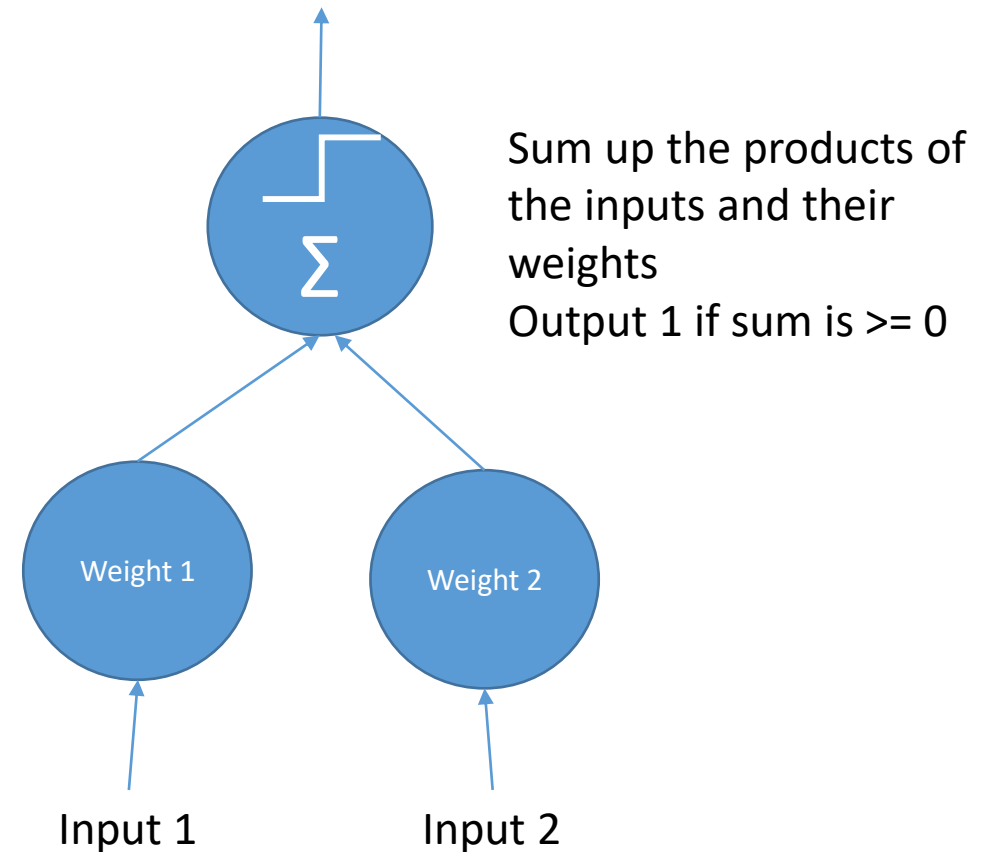 Σ
Sum up the products of
the inputs and their
weights
Output 1 if sum is >= 0
Weight 1
Weight 2
Input 1
Input 2